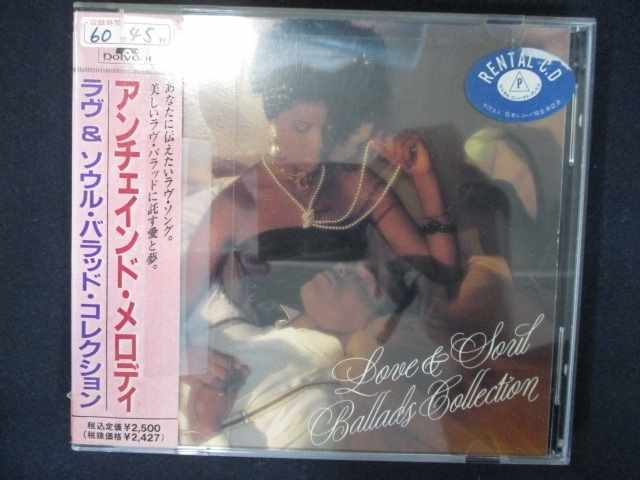 60 45
Polydor
アンチェインド・メロディ
ラヴ & ソウル・バラッド・コレクション
あなたに伝えたいラヴ・ソング。
美しいラヴ・バラッドに託す愛と夢。
税込定価¥2,500
(税抜価格¥2,427)
RENTAL C.D
P
Love & Soul
Ballads Collection